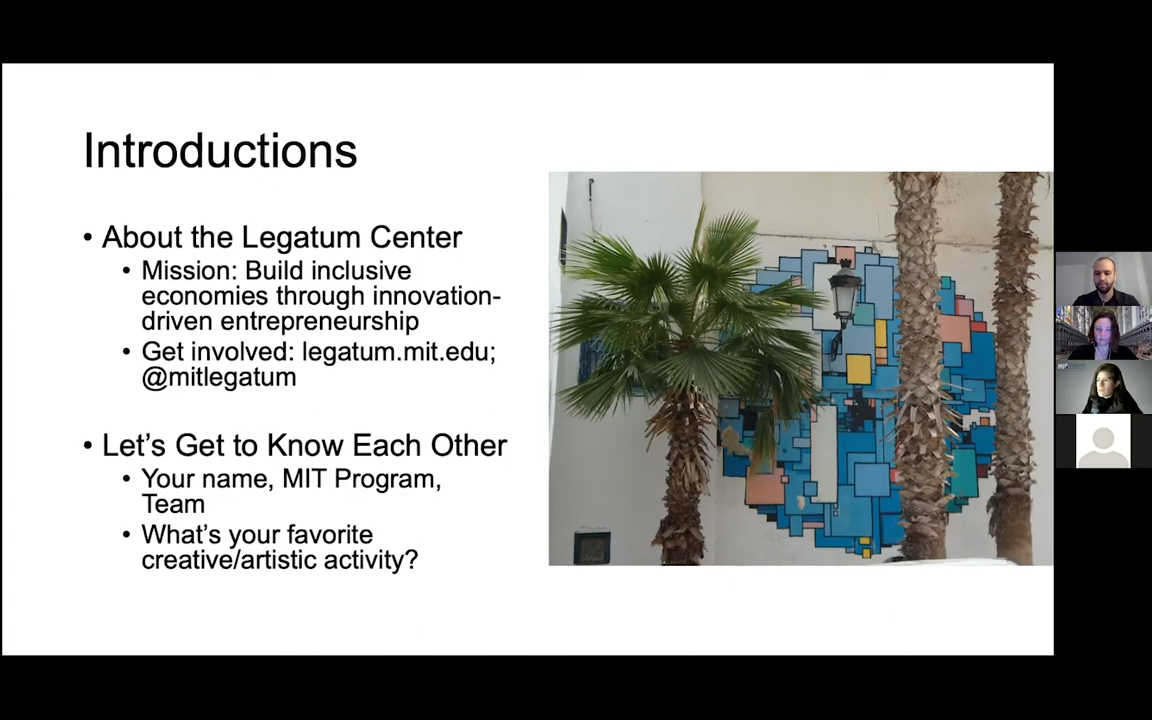 Introductions
• About the Legatum Center
• Mission: Build inclusive
economies through innovation-
driven entrepreneurship
• Get involved: legatum.mit.edu;
@mitlegatum
• Let’s Get to Know Each Other
• Your name, MIT Program,
Team
• What’s your favorite
creative/artistic activity?